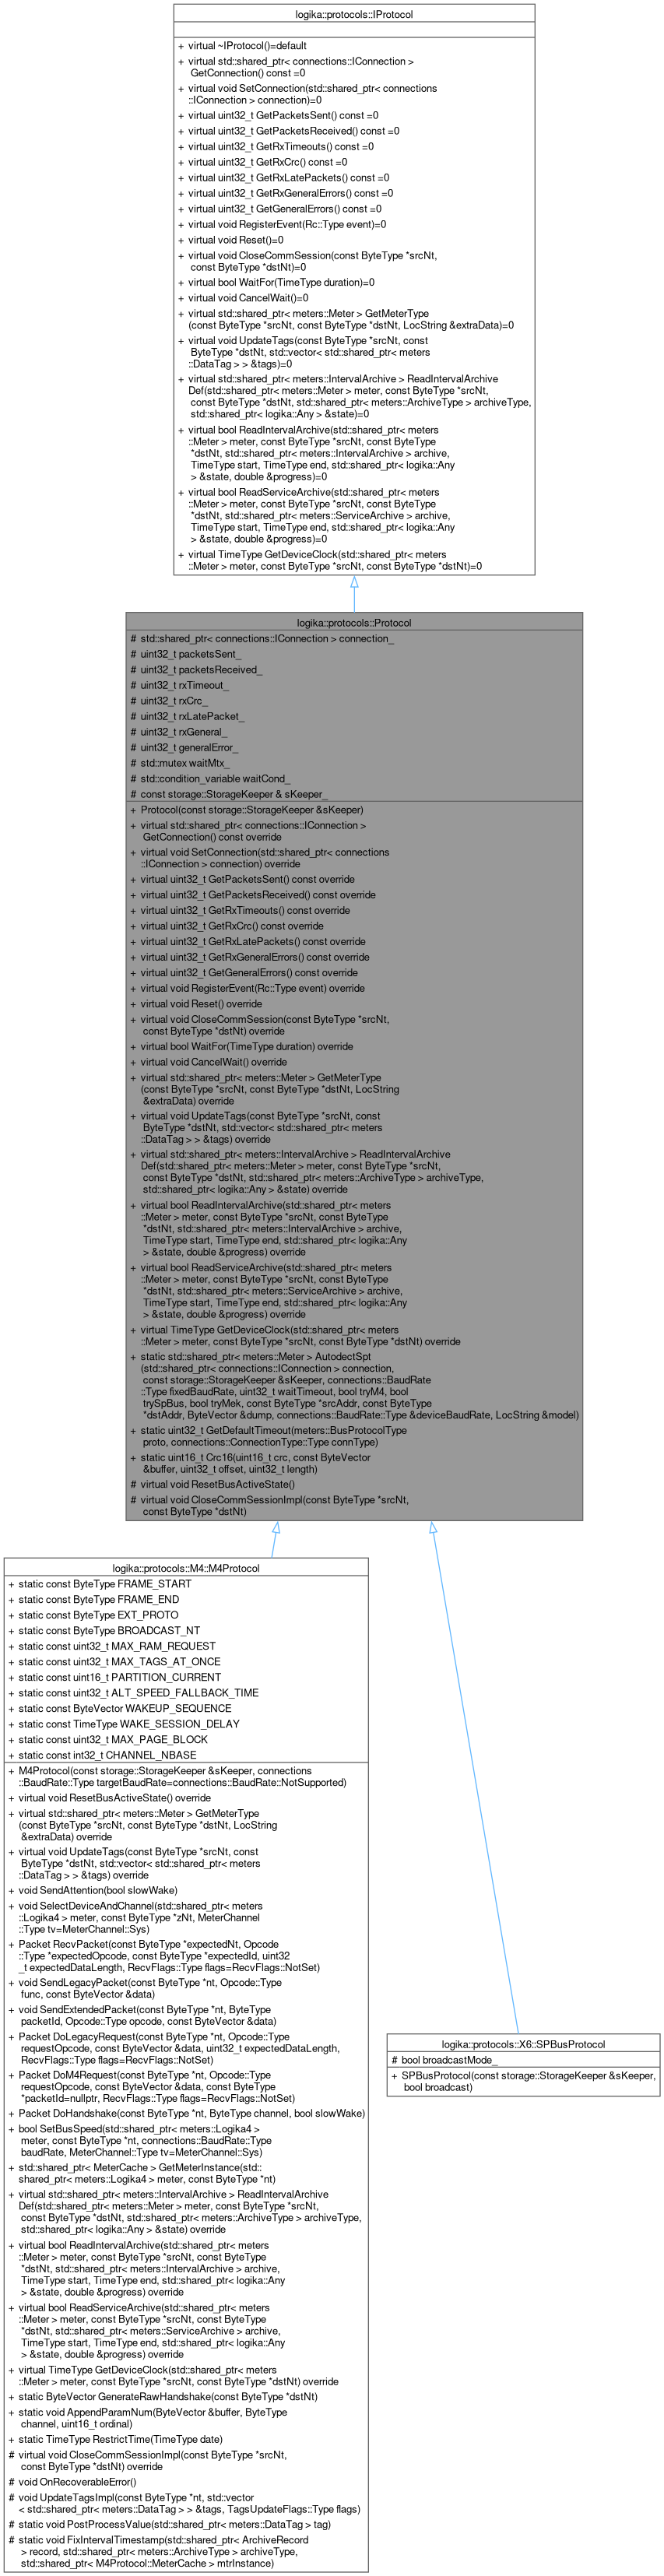 logika::protocols::IProtocol
+ virtual ~IProtocol()=default
+ virtual std::shared_ptr< connections::IConnection >
GetConnection() const =0
+ virtual void SetConnection(std::shared_ptr< connections
::IConnection > connection)=0
+ virtual uint32_t GetPacketsSent() const =0
+ virtual uint32_t GetPacketsReceived() const =0
+ virtual uint32_t GetRxTimeouts() const =0
+ virtual uint32_t GetRxCrc() const =0
+ virtual uint32_t GetRxLatePackets() const =0
+ virtual uint32_t GetRxGeneralErrors() const =0
+ virtual uint32_t GetGeneralErrors() const =0
+ virtual void RegisterEvent(Rc::Type event)=0
+ virtual void Reset()=0
+ virtual void CloseCommSession(const ByteType *srcNt,
const ByteType *dstNt)=0
+ virtual bool WaitFor(TimeType duration)=0
+ virtual void CancelWait()=0
+ virtual std::shared_ptr< meters::Meter > GetMeterType
(const ByteType *srcNt, const ByteType *dstNt, LocString &extraData)=0
+ virtual void UpdateTags(const ByteType *srcNt, const
ByteType *dstNt, std::vector< std::shared_ptr< meters
::DataTag > > &tags)=0
+ virtual std::shared_ptr< meters::IntervalArchive > ReadIntervalArchive
Def(std::shared_ptr< meters::Meter > meter, const ByteType *srcNt,
const ByteType *dstNt, std::shared_ptr< meters::ArchiveType > archiveType,
std::shared_ptr< logika::Any > &state)=0
+ virtual bool ReadIntervalArchive(std::shared_ptr< meters
::Meter > meter, const ByteType *srcNt, const ByteType
*dstNt, std::shared_ptr< meters::IntervalArchive > archive,
TimeType start, TimeType end, std::shared_ptr< logika::Any
> &state, double &progress)=0
+ virtual bool ReadServiceArchive(std::shared_ptr< meters
::Meter > meter, const ByteType *srcNt, const ByteType
*dstNt, std::shared_ptr< meters::ServiceArchive > archive,
TimeType start, TimeType end, std::shared_ptr< logika::Any
> &state, double &progress)=0
+ virtual TimeType GetDeviceClock(std::shared_ptr< meters
::Meter > meter, const ByteType *srcNt, const ByteType *dstNt)=0
logika::protocols::Protocol
# std::shared_ptr< connections::IConnection > connection_
# uint32_t packetsSent_
# uint32_t packetsReceived_
# uint32_t rxTimeout_
# uint32_t rxCrc_
# uint32_t rxLatePacket_
# uint32_t rxGeneral_
# uint32_t generalError_
# std::mutex waitMtx_
# std::condition_variable waitCond_
# const storage::StorageKeeper & sKeeper_
+ Protocol(const storage::StorageKeeper &sKeeper)
+ virtual std::shared_ptr< connections::IConnection >
GetConnection() const override
+ virtual void SetConnection(std::shared_ptr< connections
::IConnection > connection) override
+ virtual uint32_t GetPacketsSent() const override
+ virtual uint32_t GetPacketsReceived() const override
+ virtual uint32_t GetRxTimeouts() const override
+ virtual uint32_t GetRxCrc() const override
+ virtual uint32_t GetRxLatePackets() const override
+ virtual uint32_t GetRxGeneralErrors() const override
+ virtual uint32_t GetGeneralErrors() const override
+ virtual void RegisterEvent(Rc::Type event) override
+ virtual void Reset() override
+ virtual void CloseCommSession(const ByteType *srcNt,
const ByteType *dstNt) override
+ virtual bool WaitFor(TimeType duration) override
+ virtual void CancelWait() override
+ virtual std::shared_ptr< meters::Meter > GetMeterType
(const ByteType *srcNt, const ByteType *dstNt, LocString
&extraData) override
+ virtual void UpdateTags(const ByteType *srcNt, const
ByteType *dstNt, std::vector< std::shared_ptr< meters
::DataTag > > &tags) override
+ virtual std::shared_ptr< meters::IntervalArchive > ReadIntervalArchive
Def(std::shared_ptr< meters::Meter > meter, const ByteType *srcNt,
const ByteType *dstNt, std::shared_ptr< meters::ArchiveType > archiveType,
std::shared_ptr< logika::Any > &state) override
+ virtual bool ReadIntervalArchive(std::shared_ptr< meters
::Meter > meter, const ByteType *srcNt, const ByteType
*dstNt, std::shared_ptr< meters::IntervalArchive > archive,
TimeType start, TimeType end, std::shared_ptr< logika::Any
> &state, double &progress) override
+ virtual bool ReadServiceArchive(std::shared_ptr< meters
::Meter > meter, const ByteType *srcNt, const ByteType
*dstNt, std::shared_ptr< meters::ServiceArchive > archive,
TimeType start, TimeType end, std::shared_ptr< logika::Any
> &state, double &progress) override
+ virtual TimeType GetDeviceClock(std::shared_ptr< meters
::Meter > meter, const ByteType *srcNt, const ByteType *dstNt) override
+ static std::shared_ptr< meters::Meter > AutodectSpt
(std::shared_ptr< connections::IConnection > connection,
const storage::StorageKeeper &sKeeper, connections::BaudRate
::Type fixedBaudRate, uint32_t waitTimeout, bool tryM4, bool
trySpBus, bool tryMek, const ByteType *srcAddr, const ByteType
*dstAddr, ByteVector &dump, connections::BaudRate::Type &deviceBaudRate, LocString &model)
+ static uint32_t GetDefaultTimeout(meters::BusProtocolType
proto, connections::ConnectionType::Type connType)
+ static uint16_t Crc16(uint16_t crc, const ByteVector
&buffer, uint32_t offset, uint32_t length)
# virtual void ResetBusActiveState()
# virtual void CloseCommSessionImpl(const ByteType *srcNt,
const ByteType *dstNt)
logika::protocols::M4::M4Protocol
+ static const ByteType FRAME_START
+ static const ByteType FRAME_END
+ static const ByteType EXT_PROTO
+ static const ByteType BROADCAST_NT
+ static const uint32_t MAX_RAM_REQUEST
+ static const uint32_t MAX_TAGS_AT_ONCE
+ static const uint16_t PARTITION_CURRENT
+ static const uint32_t ALT_SPEED_FALLBACK_TIME
+ static const ByteVector WAKEUP_SEQUENCE
+ static const TimeType WAKE_SESSION_DELAY
+ static const uint32_t MAX_PAGE_BLOCK
+ static const int32_t CHANNEL_NBASE
+ M4Protocol(const storage::StorageKeeper &sKeeper, connections
::BaudRate::Type targetBaudRate=connections::BaudRate::NotSupported)
+ virtual void ResetBusActiveState() override
+ virtual std::shared_ptr< meters::Meter > GetMeterType
(const ByteType *srcNt, const ByteType *dstNt, LocString
&extraData) override
+ virtual void UpdateTags(const ByteType *srcNt, const
ByteType *dstNt, std::vector< std::shared_ptr< meters
::DataTag > > &tags) override
+ void SendAttention(bool slowWake)
+ void SelectDeviceAndChannel(std::shared_ptr< meters
::Logika4 > meter, const ByteType *zNt, MeterChannel
::Type tv=MeterChannel::Sys)
+ Packet RecvPacket(const ByteType *expectedNt, Opcode
::Type *expectedOpcode, const ByteType *expectedId, uint32
_t expectedDataLength, RecvFlags::Type flags=RecvFlags::NotSet)
+ void SendLegacyPacket(const ByteType *nt, Opcode::Type
func, const ByteVector &data)
+ void SendExtendedPacket(const ByteType *nt, ByteType
packetId, Opcode::Type opcode, const ByteVector &data)
+ Packet DoLegacyRequest(const ByteType *nt, Opcode::Type
requestOpcode, const ByteVector &data, uint32_t expectedDataLength,
RecvFlags::Type flags=RecvFlags::NotSet)
+ Packet DoM4Request(const ByteType *nt, Opcode::Type
requestOpcode, const ByteVector &data, const ByteType
*packetId=nullptr, RecvFlags::Type flags=RecvFlags::NotSet)
+ Packet DoHandshake(const ByteType *nt, ByteType channel, bool slowWake)
+ bool SetBusSpeed(std::shared_ptr< meters::Logika4 >
meter, const ByteType *nt, connections::BaudRate::Type
baudRate, MeterChannel::Type tv=MeterChannel::Sys)
+ std::shared_ptr< MeterCache > GetMeterInstance(std::
shared_ptr< meters::Logika4 > meter, const ByteType *nt)
+ virtual std::shared_ptr< meters::IntervalArchive > ReadIntervalArchive
Def(std::shared_ptr< meters::Meter > meter, const ByteType *srcNt,
const ByteType *dstNt, std::shared_ptr< meters::ArchiveType > archiveType,
std::shared_ptr< logika::Any > &state) override
+ virtual bool ReadIntervalArchive(std::shared_ptr< meters
::Meter > meter, const ByteType *srcNt, const ByteType
*dstNt, std::shared_ptr< meters::IntervalArchive > archive,
TimeType start, TimeType end, std::shared_ptr< logika::Any
> &state, double &progress) override
+ virtual bool ReadServiceArchive(std::shared_ptr< meters
::Meter > meter, const ByteType *srcNt, const ByteType
*dstNt, std::shared_ptr< meters::ServiceArchive > archive,
TimeType start, TimeType end, std::shared_ptr< logika::Any
> &state, double &progress) override
+ virtual TimeType GetDeviceClock(std::shared_ptr< meters
::Meter > meter, const ByteType *srcNt, const ByteType *dstNt) override
+ static ByteVector GenerateRawHandshake(const ByteType *dstNt)
+ static void AppendParamNum(ByteVector &buffer, ByteType
channel, uint16_t ordinal)
+ static TimeType RestrictTime(TimeType date)
# virtual void CloseCommSessionImpl(const ByteType *srcNt,
const ByteType *dstNt) override
# void OnRecoverableError()
# void UpdateTagsImpl(const ByteType *nt, std::vector
< std::shared_ptr< meters::DataTag > > &tags, TagsUpdateFlags::Type flags)
# static void PostProcessValue(std::shared_ptr< meters::DataTag > tag)
# static void FixIntervalTimestamp(std::shared_ptr< ArchiveRecord
> record, std::shared_ptr< meters::ArchiveType > archiveType,
std::shared_ptr< M4Protocol::MeterCache > mtrInstance)
logika::protocols::X6::SPBusProtocol
# bool broadcastMode_
+ SPBusProtocol(const storage::StorageKeeper &sKeeper,
bool broadcast)